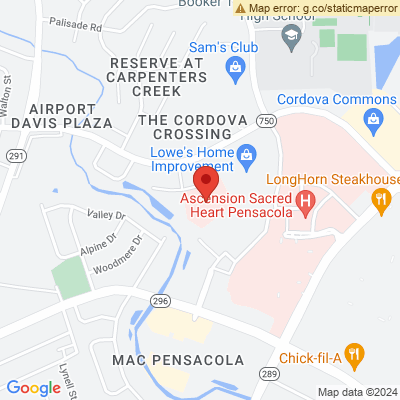 Booker T
Map error: g.co/staticmaperror
High School
Palisade Rd
Sam's Club
RESERVE AT
CARPENTERS
CREEK
Walton St
Cordova Commons
AIRPORT
DAVIS PLAZA
THE CORDOVA
CROSSING
750
291
Lowe's Home
Improvement
LongHorn Steakhouse
Ascension Sacred
Heart Pensacola
H
Valley Dr
Alpine Dr
Woodmere Dr
296
MAC PENSACOLA
289
Chick-fil-A
Lynell St
Google
Map data ©2024